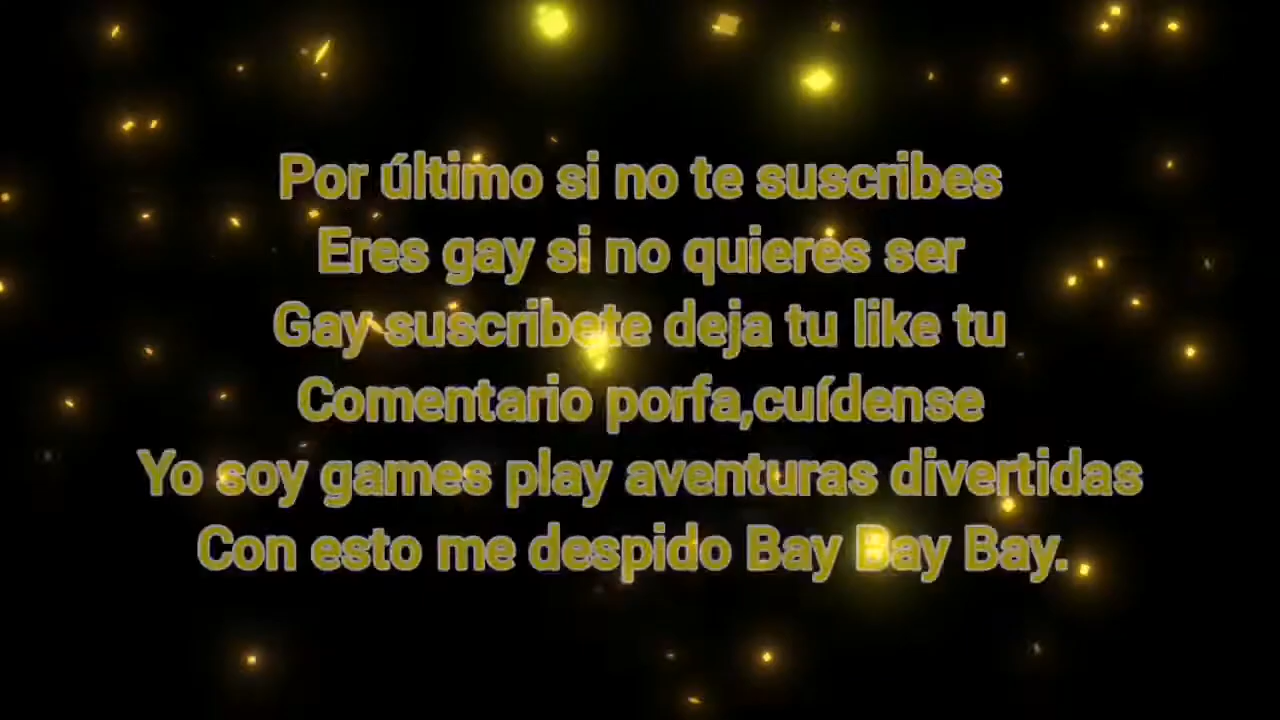 Por último si no te suscribes
Eres gay si no quieres ser
Gay suscribete deja tu like tu
Comentario porfa,cuídense
Yo soy games play aventuras divertidas
Con esto me despido Bay Bay Bay.